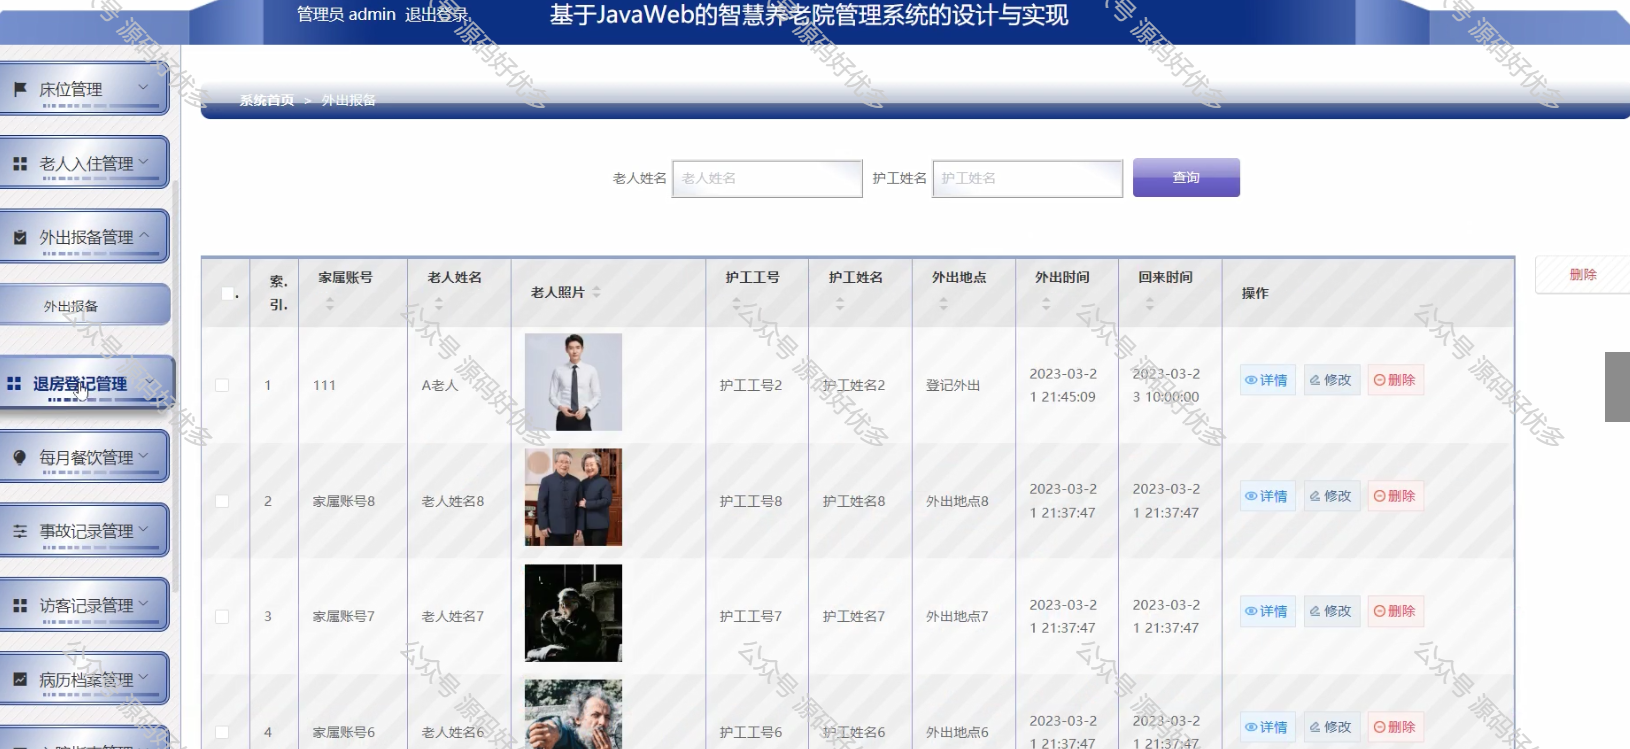 管理员 admin 退出登录
基于JavaWeb的智慧养老院管理系统的设计与实现
系统首页 > 外出报备
床位管理
老人入住管理
外出报备管理
外出报备
退房登记管理
每月餐饮管理
事故记录管理
访客记录管理
病历档案管理
老人姓名 老人姓名 护工姓名 护工姓名 查询
删除
索. 引. 家属账号 老人姓名 老人照片 护工工号 护工姓名 外出地点 外出时间 回来时间 操作
1 111 A老人 护工工号2 护工姓名2 登记外出 2023-03-21 21:45:09 2023-03-23 10:00:00 详情 修改 删除
2 家属账号8 老人姓名8 护工工号8 护工姓名8 外出地点8 2023-03-21 21:37:47 2023-03-21 21:37:47 详情 修改 删除
3 家属账号7 老人姓名7 护工工号7 护工姓名7 外出地点7 2023-03-21 21:37:47 2023-03-21 21:37:47 详情 修改 删除
4 家属账号6 老人姓名6 护工工号6 护工姓名6 外出地点6 2023-03-21 21:37:47 2023-03-21 21:37:47 详情 修改 删除
公众号 源码好优多